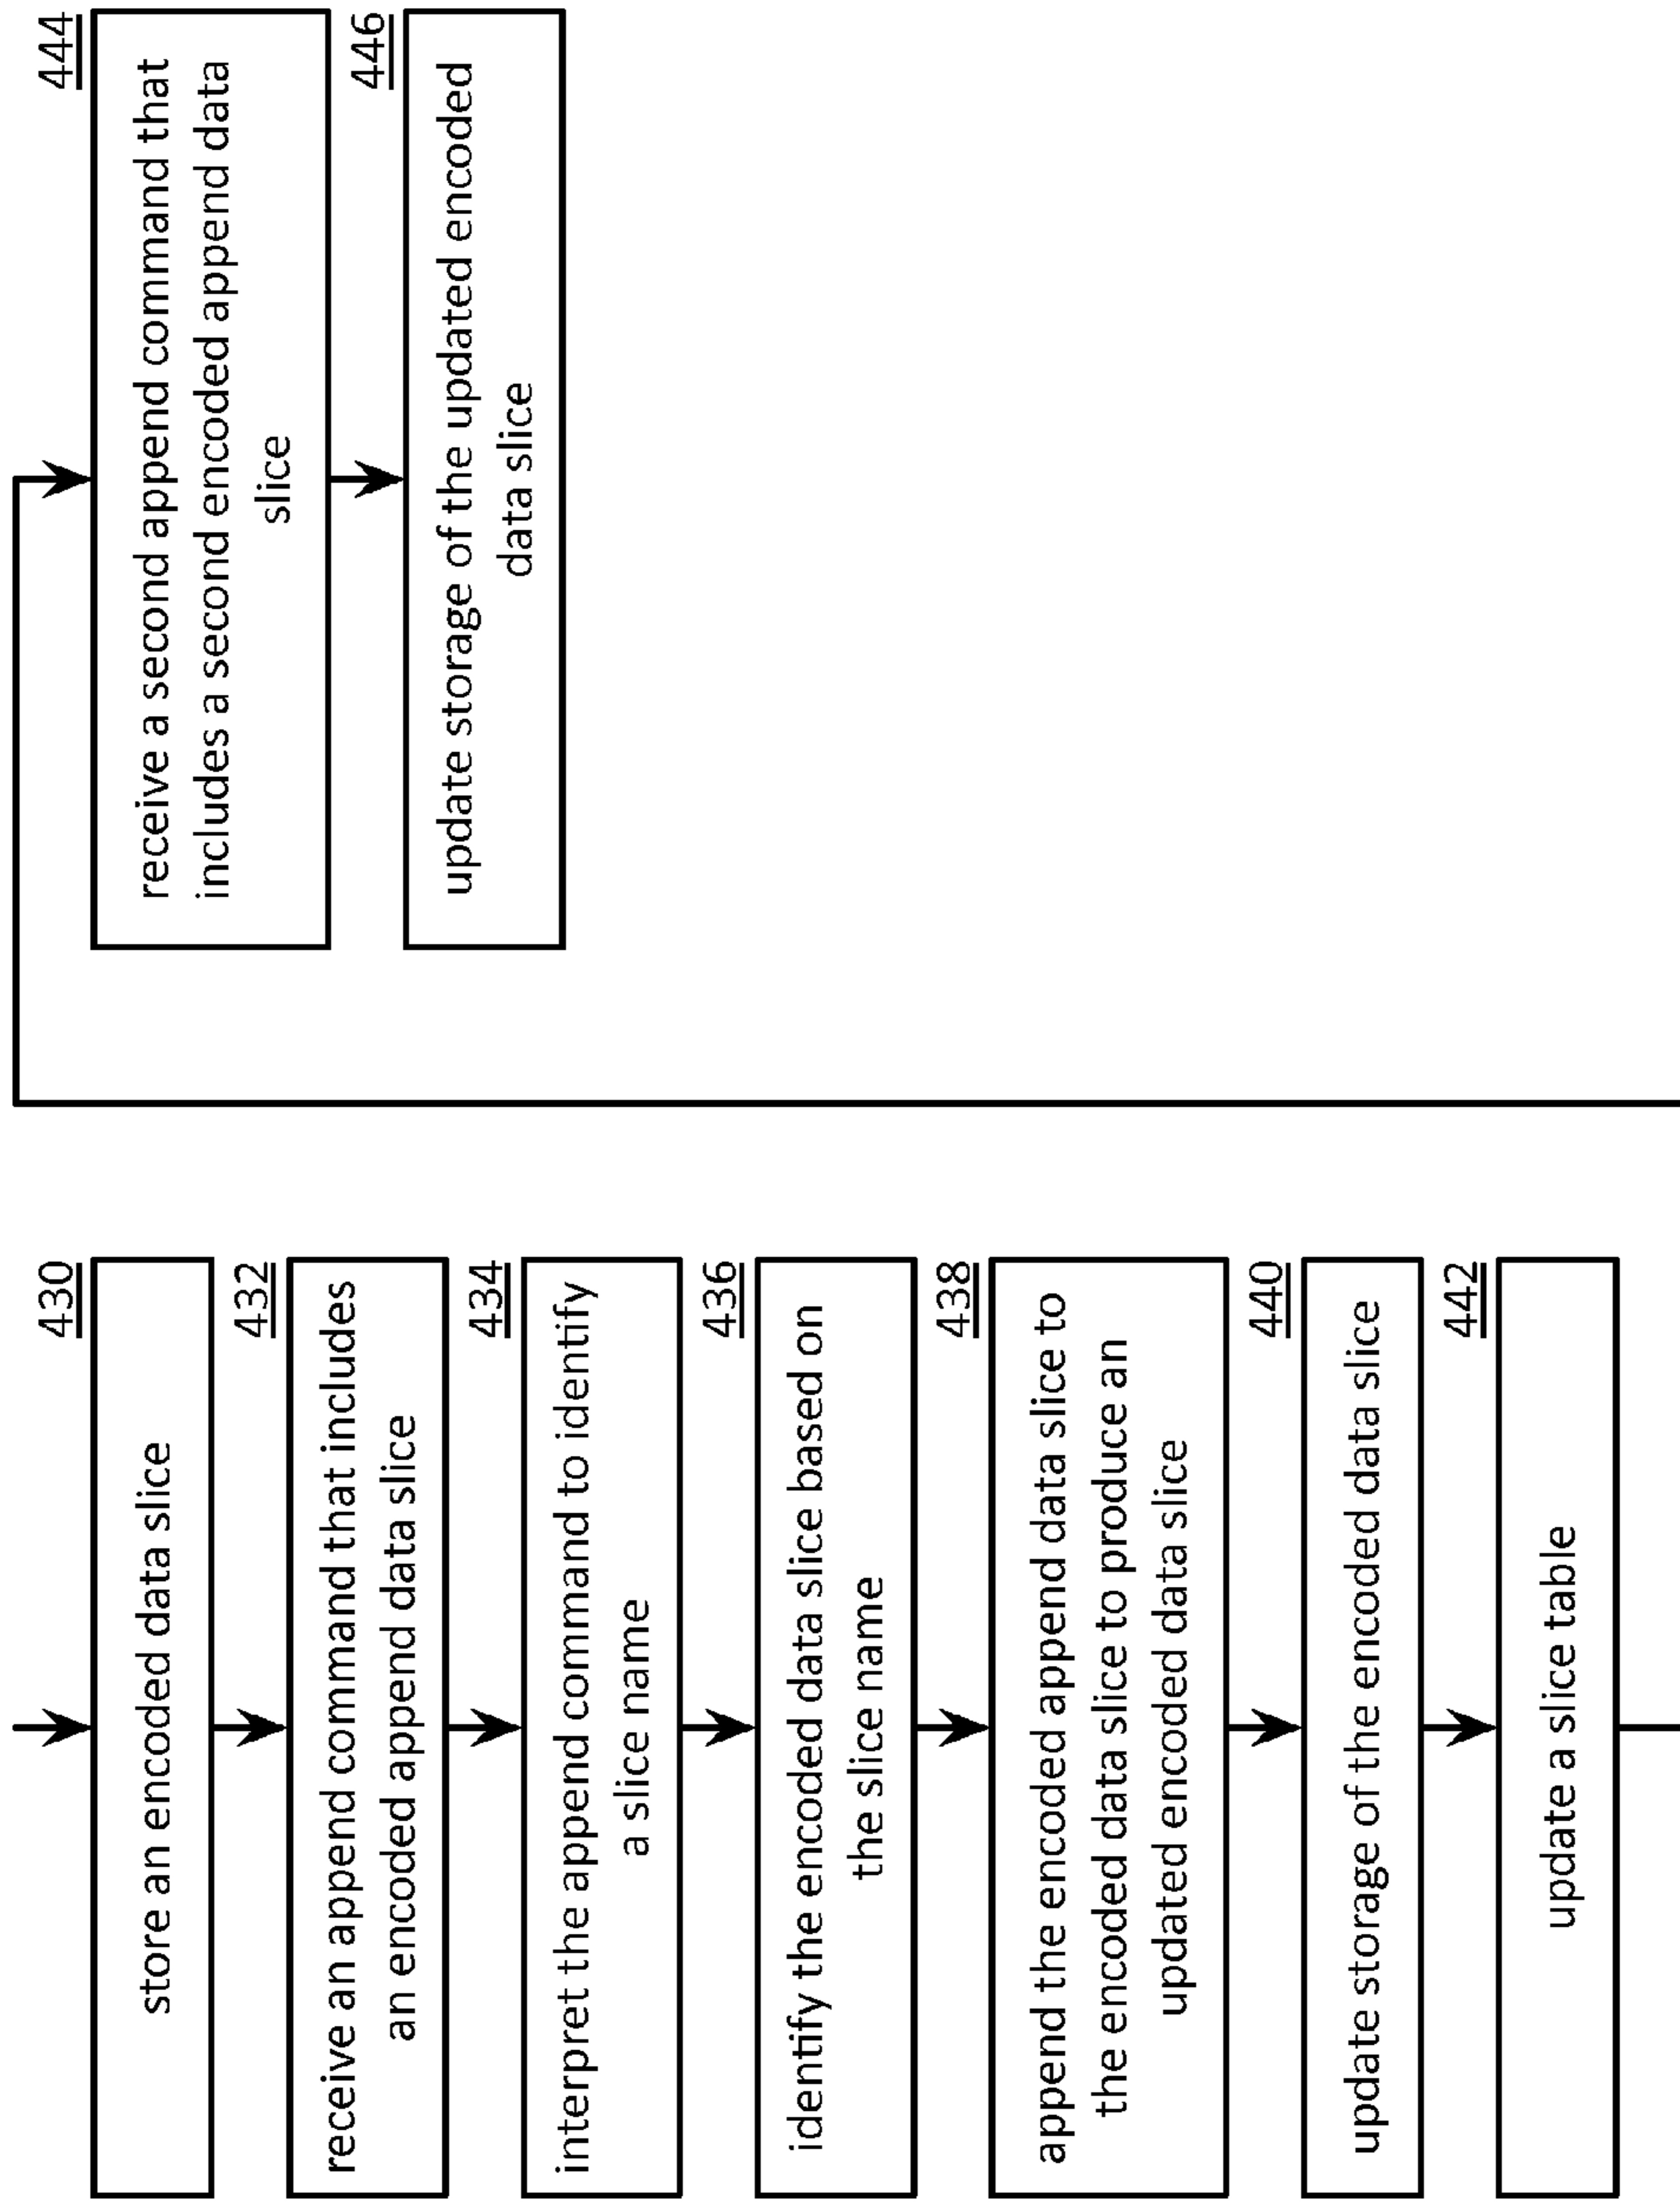 430
store an encoded data slice
432
receive an append command that includes
an encoded append data slice
434
interpret the append command to identify
a slice name
436
identify the encoded data slice based on
the slice name
438
append the encoded append data slice to
the encoded data slice to produce an
updated encoded data slice
440
update storage of the encoded data slice
442
update a slice table
444
receive a second append command that
includes a second encoded append data
slice
446
update storage of the updated encoded
data slice